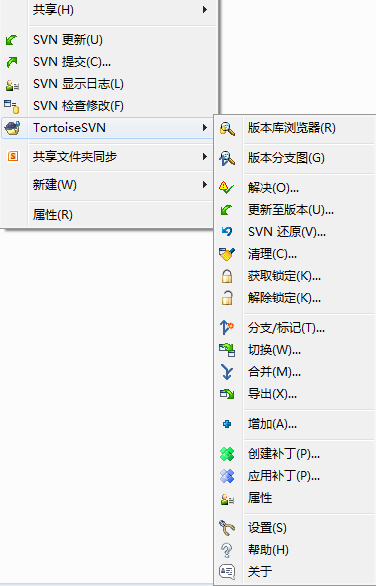 共享(H)
SVN 更新(U)
SVN 提交(C)...
SVN 显示日志(L)
SVN 检查修改(F)
TortoiseSVN
共享文件夹同步
新建(W)
属性(R)
版本库浏览器(R)
版本分支图(G)
解决(O)...
更新至版本(U)...
SVN 还原(V)...
清理(C)...
获取锁定(K)...
解除锁定(K)...
分支/标记(T)...
切换(W)...
合并(M)...
导出(X)...
增加(A)...
创建补丁(P)...
应用补丁(P)...
属性
设置(S)
帮助(H)
关于